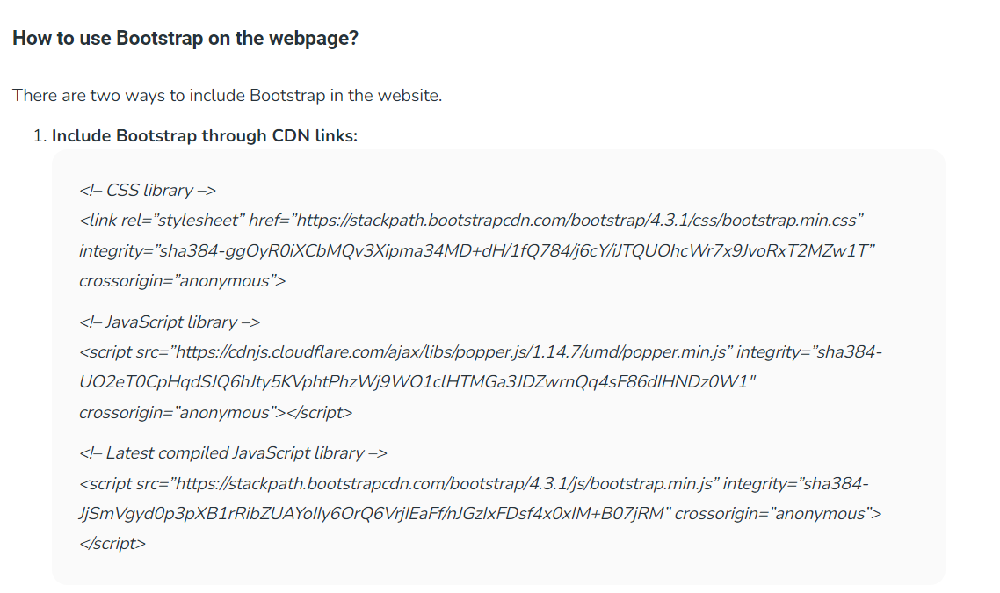 How to use Bootstrap on the webpage?
There are two ways to include Bootstrap in the website.
1. Include Bootstrap through CDN links:
<!– CSS library –>
<link rel=”stylesheet” href=”https://stackpath.bootstrapcdn.com/bootstrap/4.3.1/css/bootstrap.min.css”
integrity=”sha384-ggOyR0iXCbMQv3Xipma34MD+dH/1fQ784/j6cY/iJTQUOhcWr7x9JvoRxT2MZw1T”
crossorigin=”anonymous”>
<!– JavaScript library –>
<script src=”https://cdnjs.cloudflare.com/ajax/libs/popper.js/1.14.7/umd/popper.min.js” integrity=”sha384-
UO2eT0CpHqdSJQ6hJty5KVphtPhzWj9WO1clHTMGa3JDZwrnQq4sF86dIHNDz0W1″
crossorigin=”anonymous”></script>
<!– Latest compiled JavaScript library –>
<script src=”https://stackpath.bootstrapcdn.com/bootstrap/4.3.1/js/bootstrap.min.js” integrity=”sha384-
JjSmVgyd0p3pXB1rRibZUAYoIIy6OrQ6VrjIEaFf/nJGzIxFDsf4x0xIM+B07jRM” crossorigin=”anonymous”>
</script>